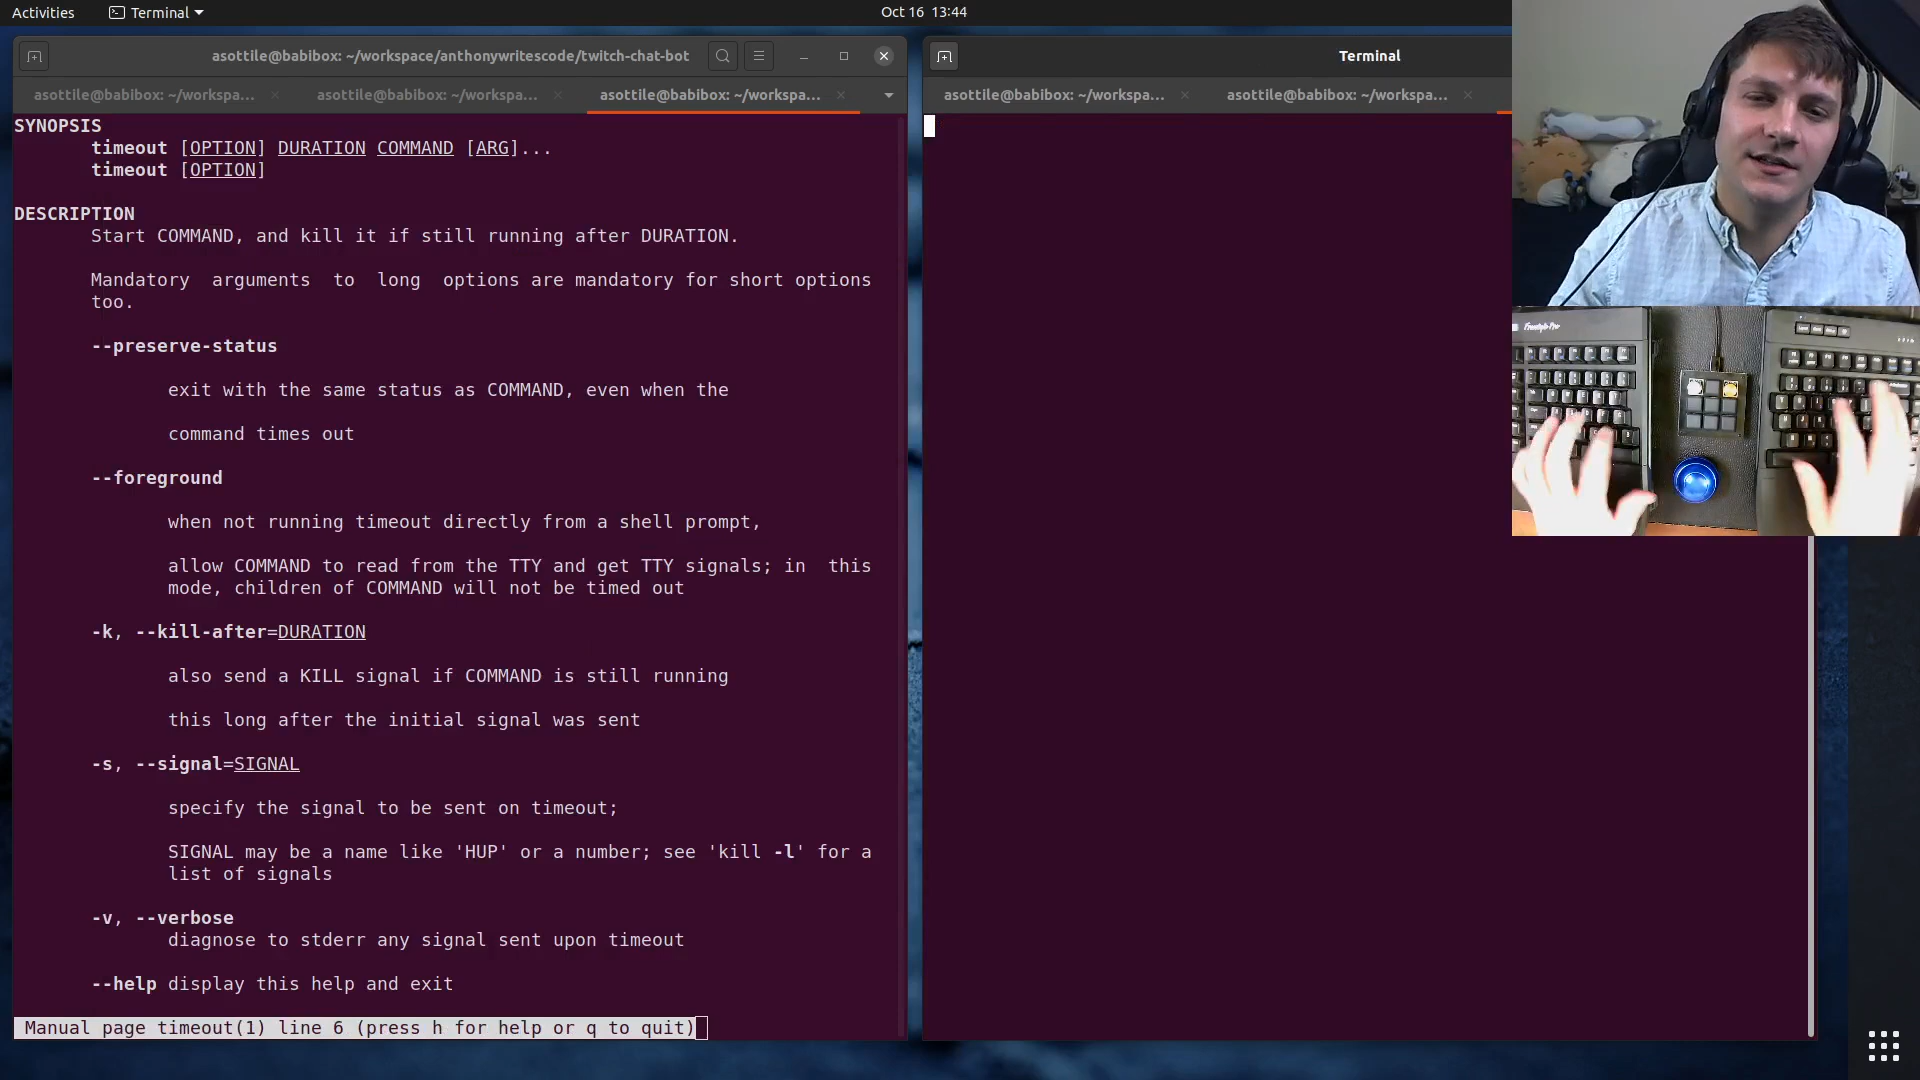 Activities
Terminal
Oct 16 13:44
asottile@babibox: ~/workspace/anthonywritescode/twitch-chat-bot
asottile@babibox: ~/workspa...
asottile@babibox: ~/workspa...
asottile@babibox: ~/workspa...
SYNOPSIS
timeout [OPTION] DURATION COMMAND [ARG]...
timeout [OPTION]
DESCRIPTION
Start COMMAND, and kill it if still running after DURATION.
Mandatory arguments to long options are mandatory for short options
too.
--preserve-status
exit with the same status as COMMAND, even when the
command times out
--foreground
when not running timeout directly from a shell prompt,
allow COMMAND to read from the TTY and get TTY signals; in this
mode, children of COMMAND will not be timed out
-k, --kill-after=DURATION
also send a KILL signal if COMMAND is still running
this long after the initial signal was sent
-s, --signal=SIGNAL
specify the signal to be sent on timeout;
SIGNAL may be a name like 'HUP' or a number; see 'kill -l' for a
list of signals
-v, --verbose
diagnose to stderr any signal sent upon timeout
--help display this help and exit
Manual page timeout(1) line 6 (press h for help or q to quit)
Terminal
asottile@babibox: ~/workspa...
asottile@babibox: ~/workspa...
Freestyle Pro